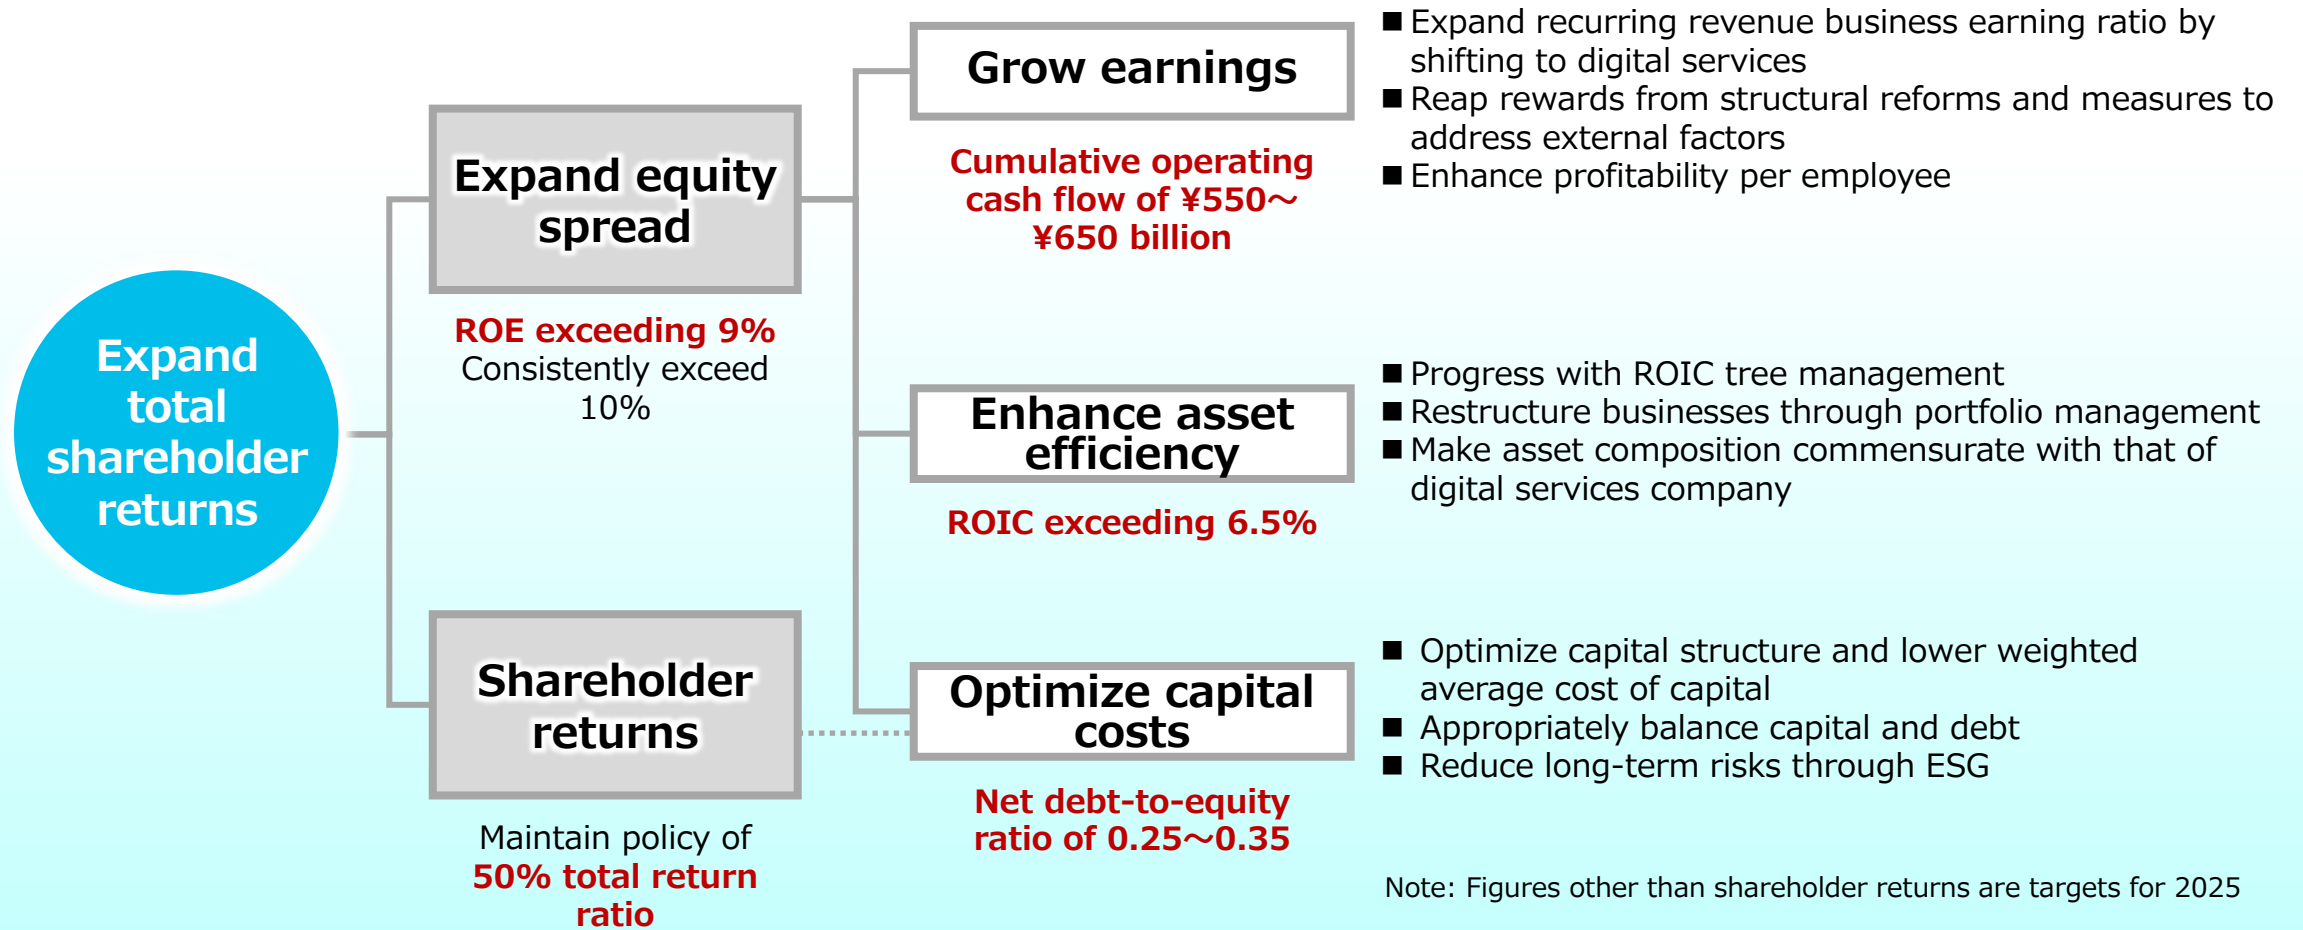 Expand
total
shareholder
returns
Expand equity
spread
ROE exceeding 9%
Consistently exceed
10%
Shareholder
returns
Maintain policy of
50% total return
ratio
Grow earnings
Cumulative operating
cash flow of ¥550～
¥650 billion
■ Expand recurring revenue business earning ratio by
shifting to digital services
■ Reap rewards from structural reforms and measures to
address external factors
■ Enhance profitability per employee
Enhance asset
efficiency
ROIC exceeding 6.5%
■ Progress with ROIC tree management
■ Restructure businesses through portfolio management
■ Make asset composition commensurate with that of
digital services company
Optimize capital
costs
Net debt-to-equity
ratio of 0.25～0.35
■ Optimize capital structure and lower weighted
average cost of capital
■ Appropriately balance capital and debt
■ Reduce long-term risks through ESG
Note: Figures other than shareholder returns are targets for 2025